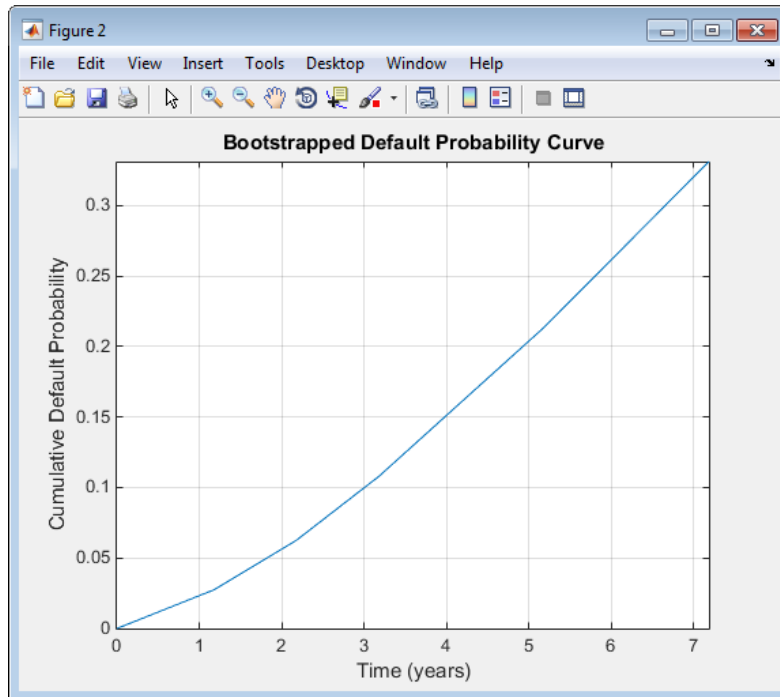 Figure 2
File Edit View Insert Tools Desktop Window Help
Bootstrapped Default Probability Curve
0.3
0.25
0.2
0.15
0.1
0.05
0
Cumulative Default Probability
0 1 2 3 4 5 6 7
Time (years)